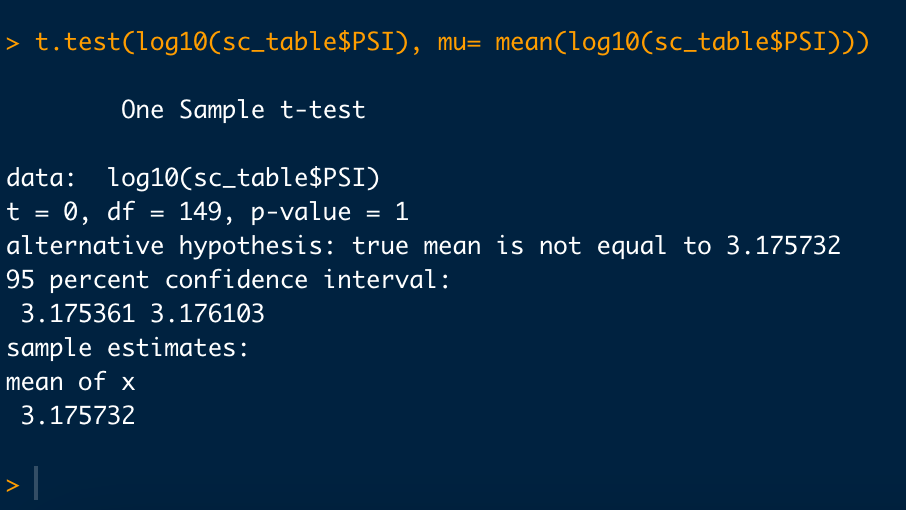 > t.test(log10(sc_table$PSI), mu= mean(log10(sc_table$PSI)))
One Sample t-test
data:  log10(sc_table$PSI)
t = 0, df = 149, p-value = 1
alternative hypothesis: true mean is not equal to 3.175732
95 percent confidence interval:
 3.175361 3.176103
sample estimates:
mean of x
 3.175732
>